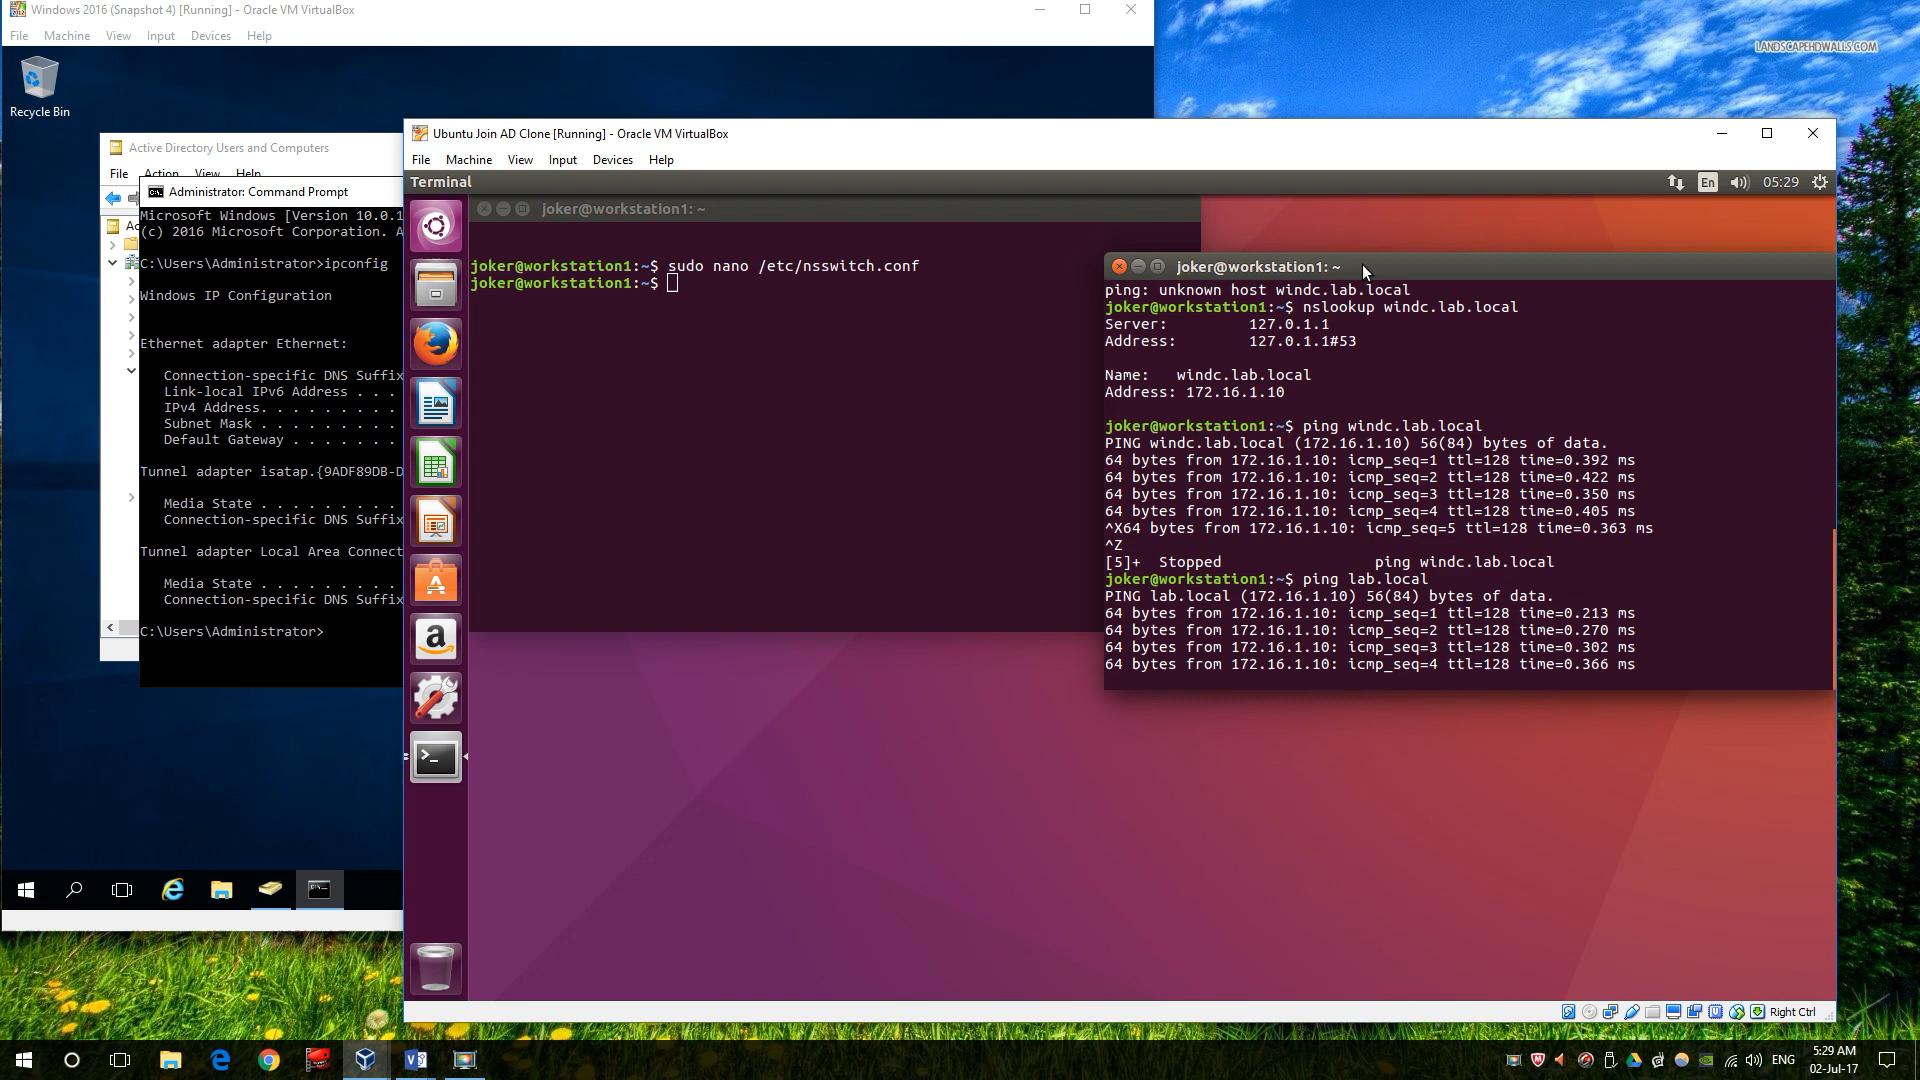 Windows 2016 (Snapshot 4) [Running] - Oracle VM VirtualBox
File Machine View Input Devices Help
LANDSCAPEHDWALLS.COM
Recycle Bin
Active Directory Users and Computers
File Action View Help
Administrator: Command Prompt
Microsoft Windows [Version 10.0.1
(c) 2016 Microsoft Corporation. A
C:\Users\Administrator>ipconfig
Windows IP Configuration
Ethernet adapter Ethernet:
Connection-specific DNS Suffix
Link-local IPv6 Address . . .
IPv4 Address. . . . . . . . .
Subnet Mask . . . . . . . . .
Default Gateway . . . . . . .
Tunnel adapter isatap.{9ADF89DB-D
Media State . . . . . . . . .
Connection-specific DNS Suffix
Tunnel adapter Local Area Connect
Media State . . . . . . . . .
Connection-specific DNS Suffix
C:\Users\Administrator>
Ubuntu Join AD Clone [Running] - Oracle VM VirtualBox
File Machine View Input Devices Help
Terminal
En 05:29
joker@workstation1: ~
joker@workstation1:~$ sudo nano /etc/nsswitch.conf
joker@workstation1:~$
joker@workstation1: ~
ping: unknown host windc.lab.local
joker@workstation1:~$ nslookup windc.lab.local
Server: 127.0.1.1
Address: 127.0.1.1#53
Name: windc.lab.local
Address: 172.16.1.10
joker@workstation1:~$ ping windc.lab.local
PING windc.lab.local (172.16.1.10) 56(84) bytes of data.
64 bytes from 172.16.1.10: icmp_seq=1 ttl=128 time=0.392 ms
64 bytes from 172.16.1.10: icmp_seq=2 ttl=128 time=0.422 ms
64 bytes from 172.16.1.10: icmp_seq=3 ttl=128 time=0.350 ms
64 bytes from 172.16.1.10: icmp_seq=4 ttl=128 time=0.405 ms
^X64 bytes from 172.16.1.10: icmp_seq=5 ttl=128 time=0.363 ms
^Z
[5]+ Stopped ping windc.lab.local
joker@workstation1:~$ ping lab.local
PING lab.local (172.16.1.10) 56(84) bytes of data.
64 bytes from 172.16.1.10: icmp_seq=1 ttl=128 time=0.213 ms
64 bytes from 172.16.1.10: icmp_seq=2 ttl=128 time=0.270 ms
64 bytes from 172.16.1.10: icmp_seq=3 ttl=128 time=0.302 ms
64 bytes from 172.16.1.10: icmp_seq=4 ttl=128 time=0.366 ms
Right Ctrl
ENG
5:29 AM
02-Jul-17